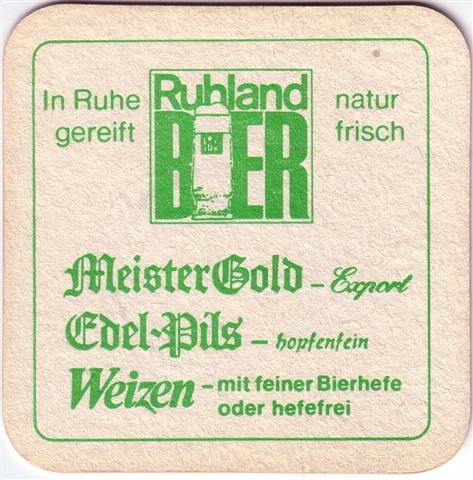 In Ruhe
gereift
Ruhland
BIER
natur
frisch
MeisterGold – Export
Edel-Pils – hopfenfein
Weizen – mit feiner Bierhefe
oder hefefrei